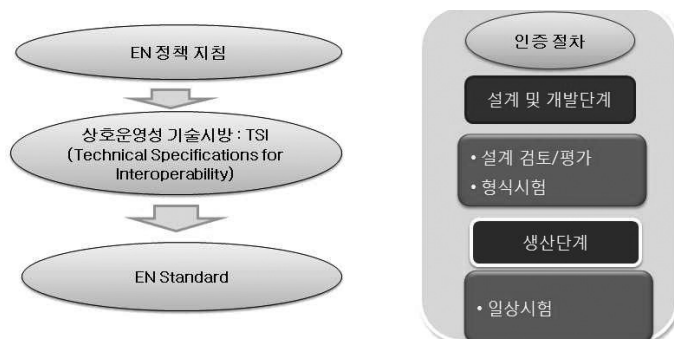 EN 정책 지침
상호운영성 기술시방 : TSI
(Technical Specifications for
Interoperability)
EN Standard
인증 절차
설계 및 개발단계
• 설계 검토/평가
• 형식시험
생산단계
• 일상시험